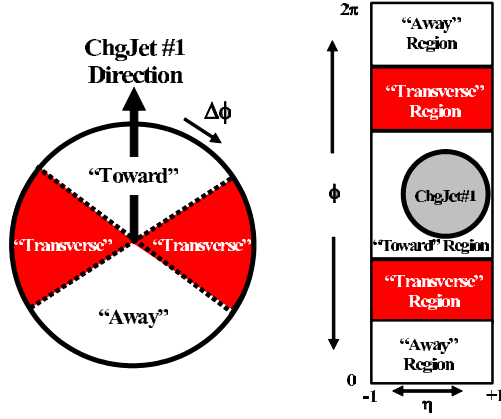 ChgJet #1
Direction
Δϕ
“Toward”
“Transverse”
“Transverse”
“Away”
2π
“Away”
Region
“Transverse”
Region
ϕ
ChgJet#1
“Toward” Region
“Transverse”
Region
“Away”
Region
0
-1
η
+1